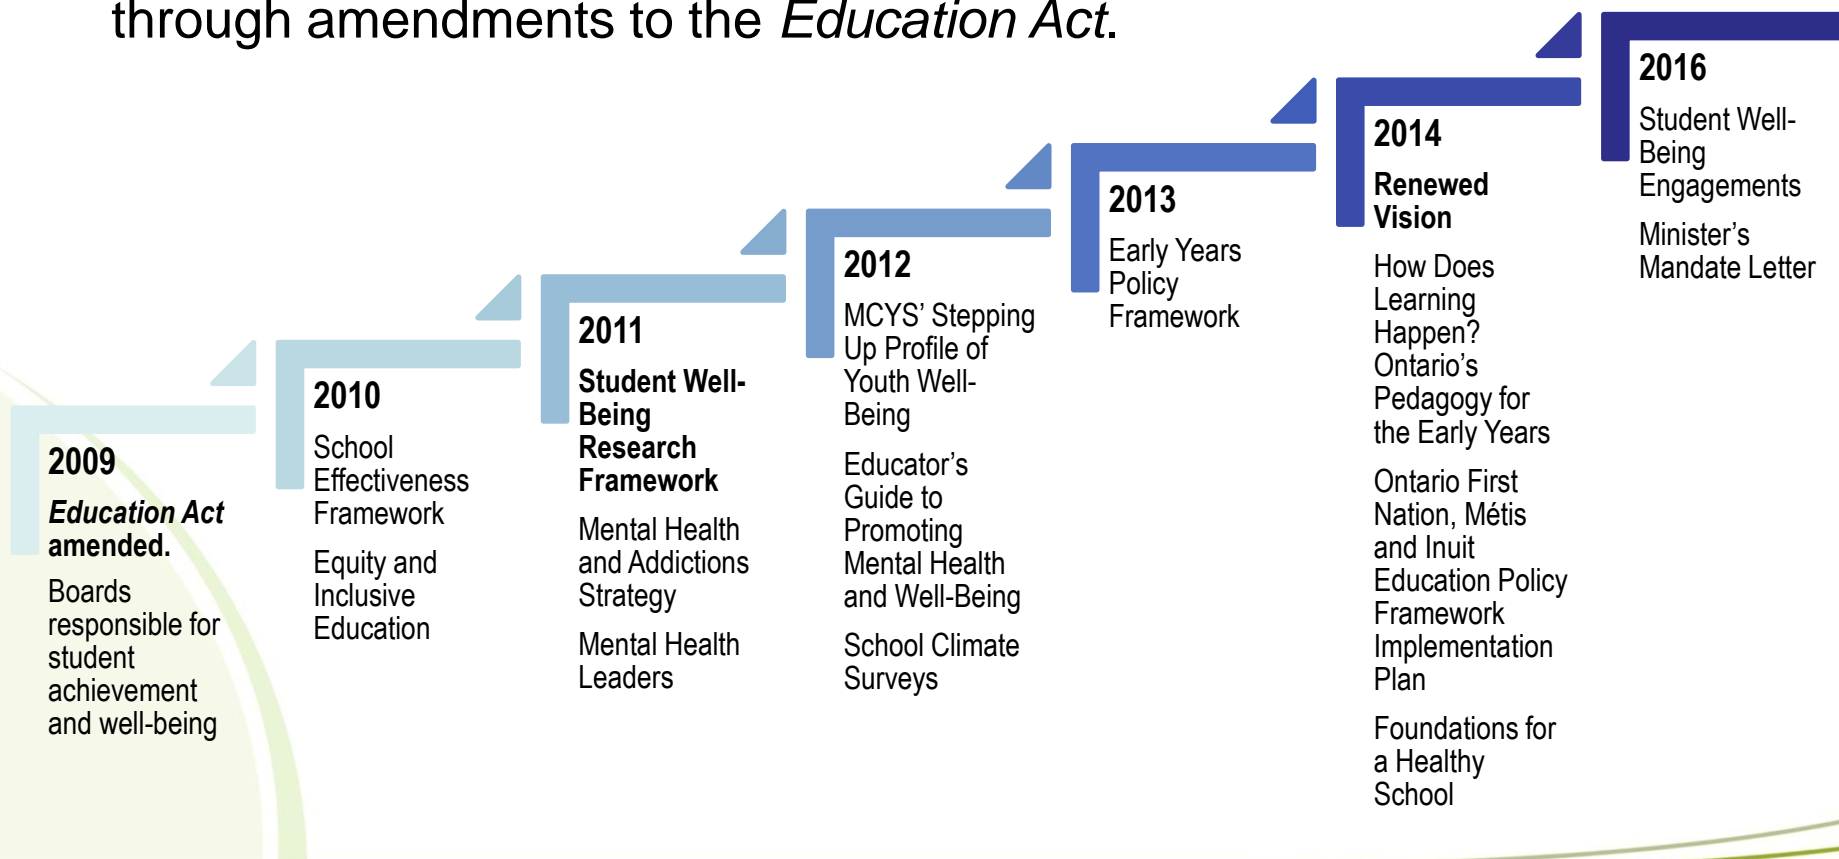 through amendments to the Education Act.
2009
Education Act
amended.
Boards
responsible for
student
achievement
and well-being
2010
School
Effectiveness
Framework
Equity and
Inclusive
Education
2011
Student Well-
Being
Research
Framework
Mental Health
and Addictions
Strategy
Mental Health
Leaders
2012
MCYS’ Stepping
Up Profile of
Youth Well-
Being
Educator’s
Guide to
Promoting
Mental Health
and Well-Being
School Climate
Surveys
2013
Early Years
Policy
Framework
2014
Renewed
Vision
How Does
Learning
Happen?
Ontario’s
Pedagogy for
the Early Years
Ontario First
Nation, Métis
and Inuit
Education Policy
Framework
Implementation
Plan
Foundations for
a Healthy
School
2016
Student Well-
Being
Engagements
Minister’s
Mandate Letter